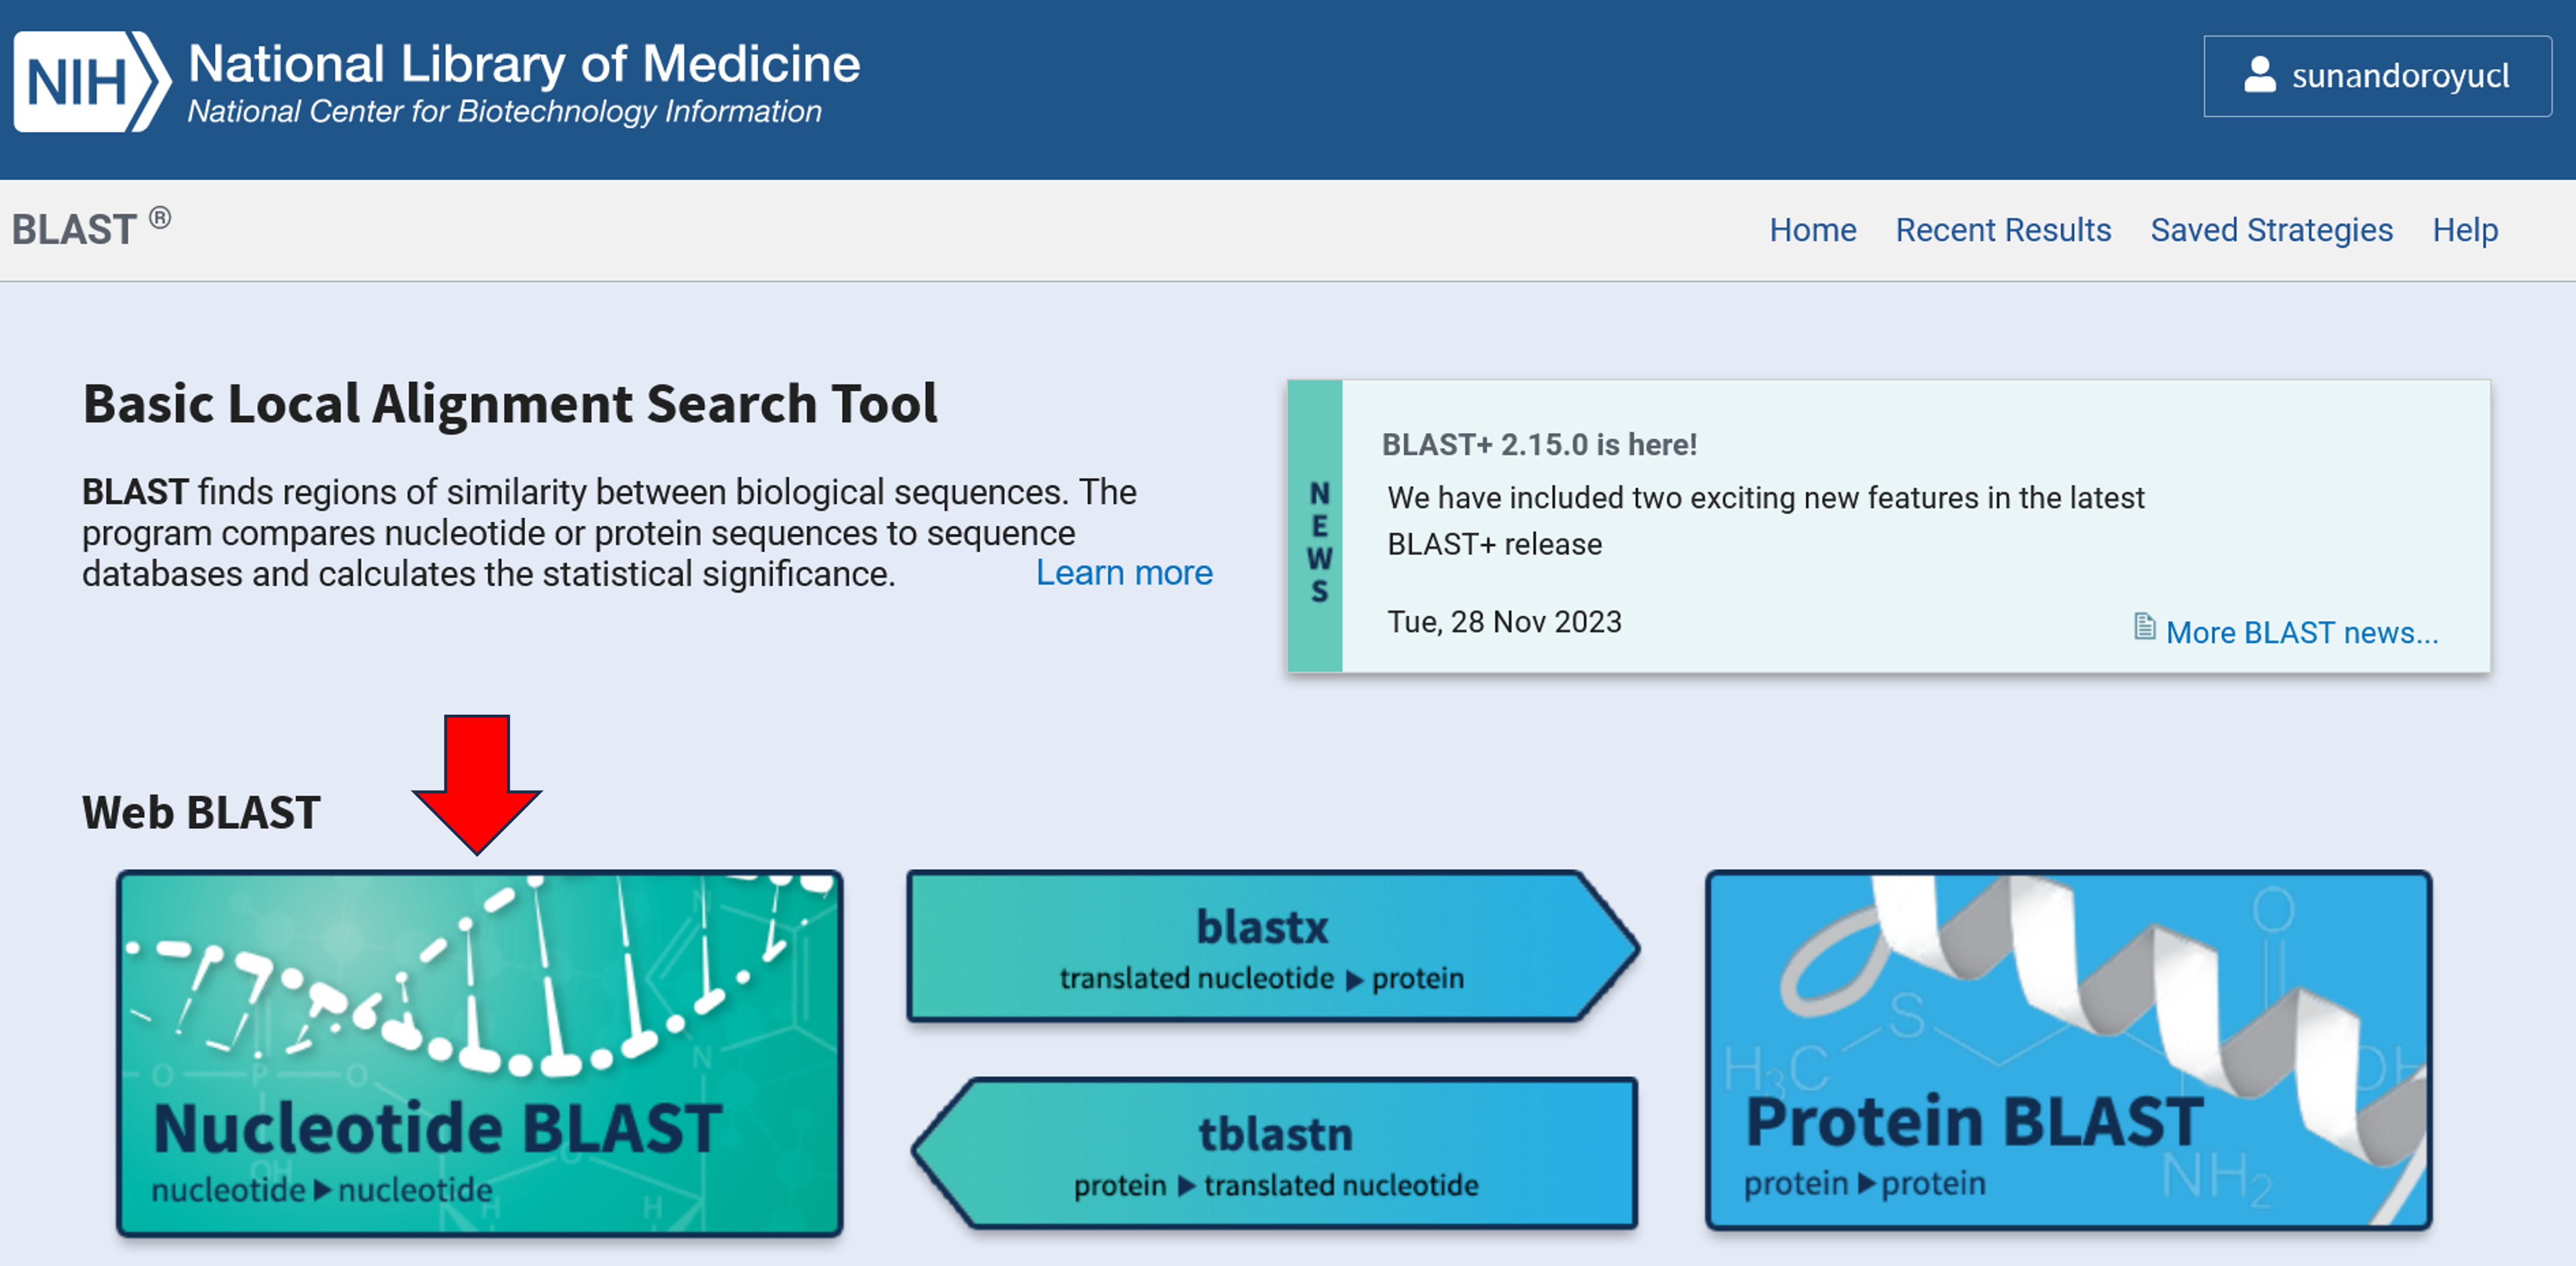 NIH
National Library of Medicine
National Center for Biotechnology Information
sunandoroyucl
BLAST ®
Home Recent Results Saved Strategies Help
Basic Local Alignment Search Tool
BLAST finds regions of similarity between biological sequences. The
program compares nucleotide or protein sequences to sequence
databases and calculates the statistical significance.
Learn more
NEWS
BLAST+ 2.15.0 is here!
We have included two exciting new features in the latest
BLAST+ release
Tue, 28 Nov 2023
More BLAST news...
Web BLAST
N
N
O P O
OH
O
H H
Nucleotide BLAST
nucleotide ▶ nucleotide
blastx
translated nucleotide ▶ protein
tblastn
protein ▶ translated nucleotide
O
S
H₃C OH
NH₂
Protein BLAST
protein ▶ protein